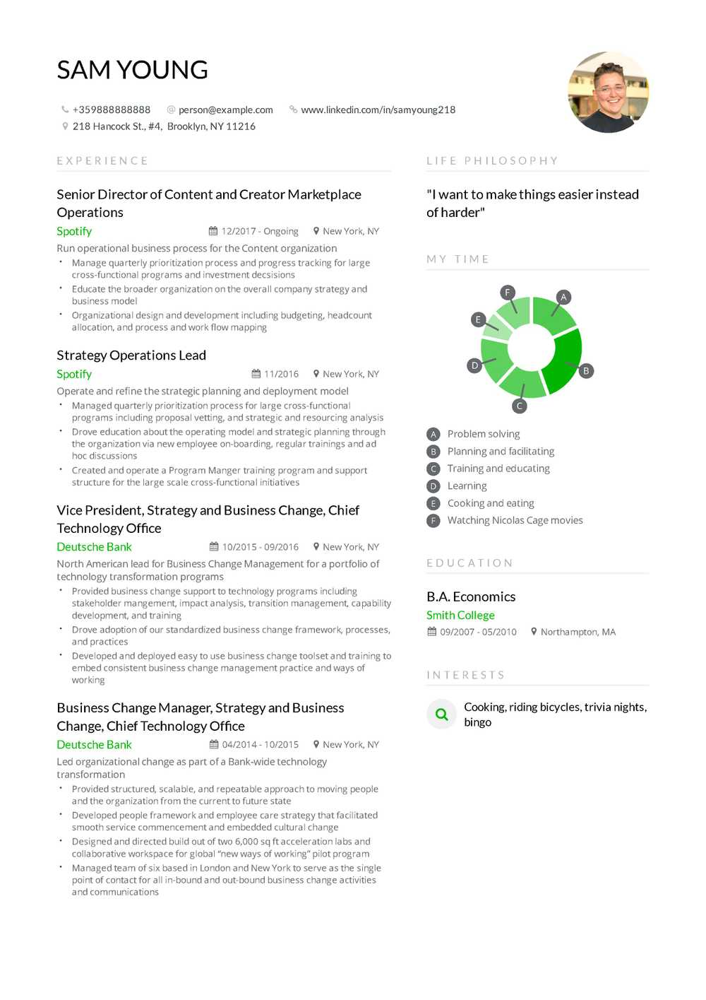 SAM YOUNG
+359888888888 @ person@example.com www.linkedin.com/in/samyoung218
218 Hancock St., #4, Brooklyn, NY 11216
EXPERIENCE
Senior Director of Content and Creator Marketplace
Operations
Spotify 12/2017 - Ongoing New York, NY
Run operational business process for the Content organization
• Manage quarterly prioritization process and progress tracking for large
cross-functional programs and investment decsisions
• Educate the broader organization on the overall company strategy and
business model
• Organizational design and development including budgeting, headcount
allocation, and process and work flow mapping
Strategy Operations Lead
Spotify 11/2016 New York, NY
Operate and refine the strategic planning and deployment model
• Managed quarterly prioritization process for large cross-functional
programs including proposal vetting, and strategic and resourcing analysis
• Drove education about the operating model and strategic planning through
the organization via new employee on-boarding, regular trainings and ad
hoc discussions
• Created and operate a Program Manger training program and support
structure for the large scale cross-functional initiatives
Vice President, Strategy and Business Change, Chief
Technology Office
Deutsche Bank 10/2015 - 09/2016 New York, NY
North American lead for Business Change Management for a portfolio of
technology transformation programs
• Provided business change support to technology programs including
stakeholder mangement, impact analysis, transition management, capability
development, and training
• Drove adoption of our standardized business change framework, processes,
and practices
• Developed and deployed easy to use business change toolset and training to
embed consistent business change management practice and ways of
working
Business Change Manager, Strategy and Business
Change, Chief Technology Office
Deutsche Bank 04/2014 - 10/2015 New York, NY
Led organizational change as part of a Bank-wide technology
transformation
• Provided structured, scalable, and repeatable approach to moving people
and the organization from the current to future state
• Developed people framework and employee care strategy that facilitated
smooth service commencement and embedded cultural change
• Designed and directed build out of two 6,000 sq ft acceleration labs and
collaborative workspace for global “new ways of working” pilot program
• Managed team of six based in London and New York to serve as the single
point of contact for all in-bound and out-bound business change activities
and communications
LIFE PHILOSOPHY
"I want to make things easier instead
of harder"
MY TIME
F
A
E
D
B
C
A Problem solving
B Planning and facilitating
C Training and educating
D Learning
E Cooking and eating
F Watching Nicolas Cage movies
EDUCATION
B.A. Economics
Smith College
09/2007 - 05/2010 Northampton, MA
INTERESTS
Cooking, riding bicycles, trivia nights,
bingo